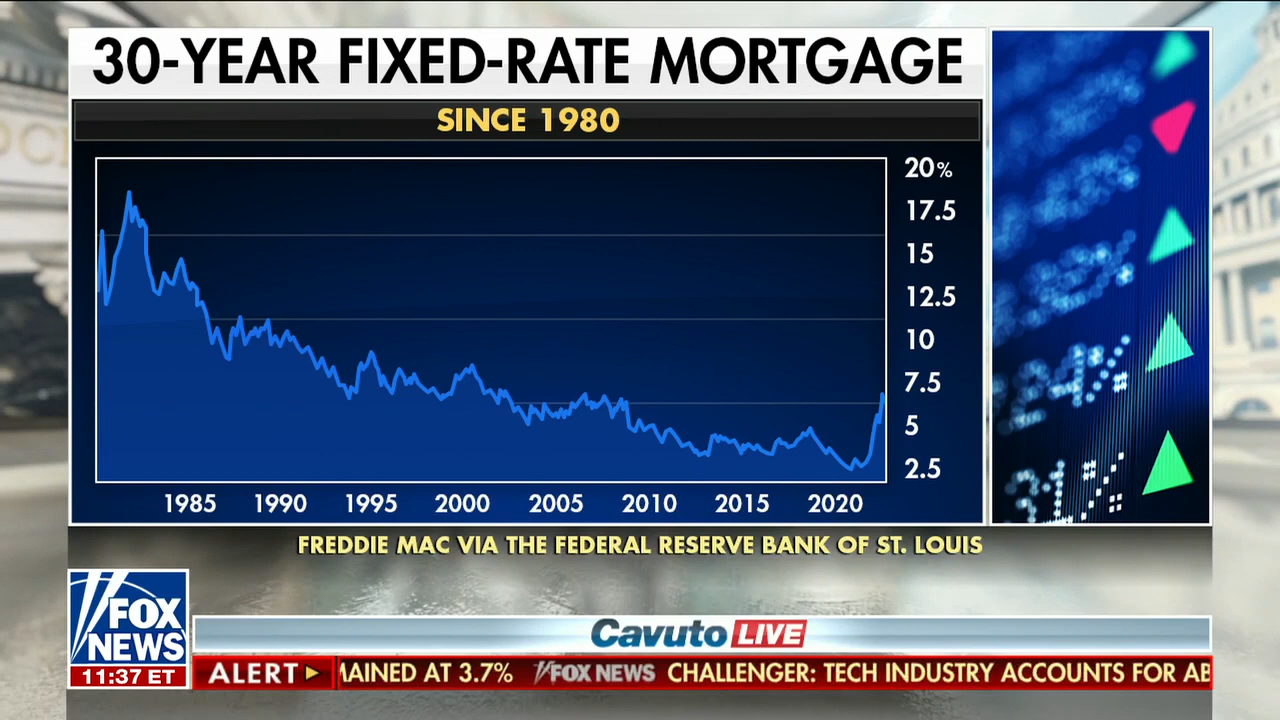 30-YEAR FIXED-RATE MORTGAGE
SINCE 1980
20%
17.5
15
12.5
10
7.5
5
2.5
1985 1990 1995 2000 2005 2010 2015 2020
FREDDIE MAC VIA THE FEDERAL RESERVE BANK OF ST. LOUIS
FOX
NEWS
11:37 ET
Cavuto LIVE
ALERT MAINED AT 3.7% FOX NEWS CHALLENGER: TECH INDUSTRY ACCOUNTS FOR AB